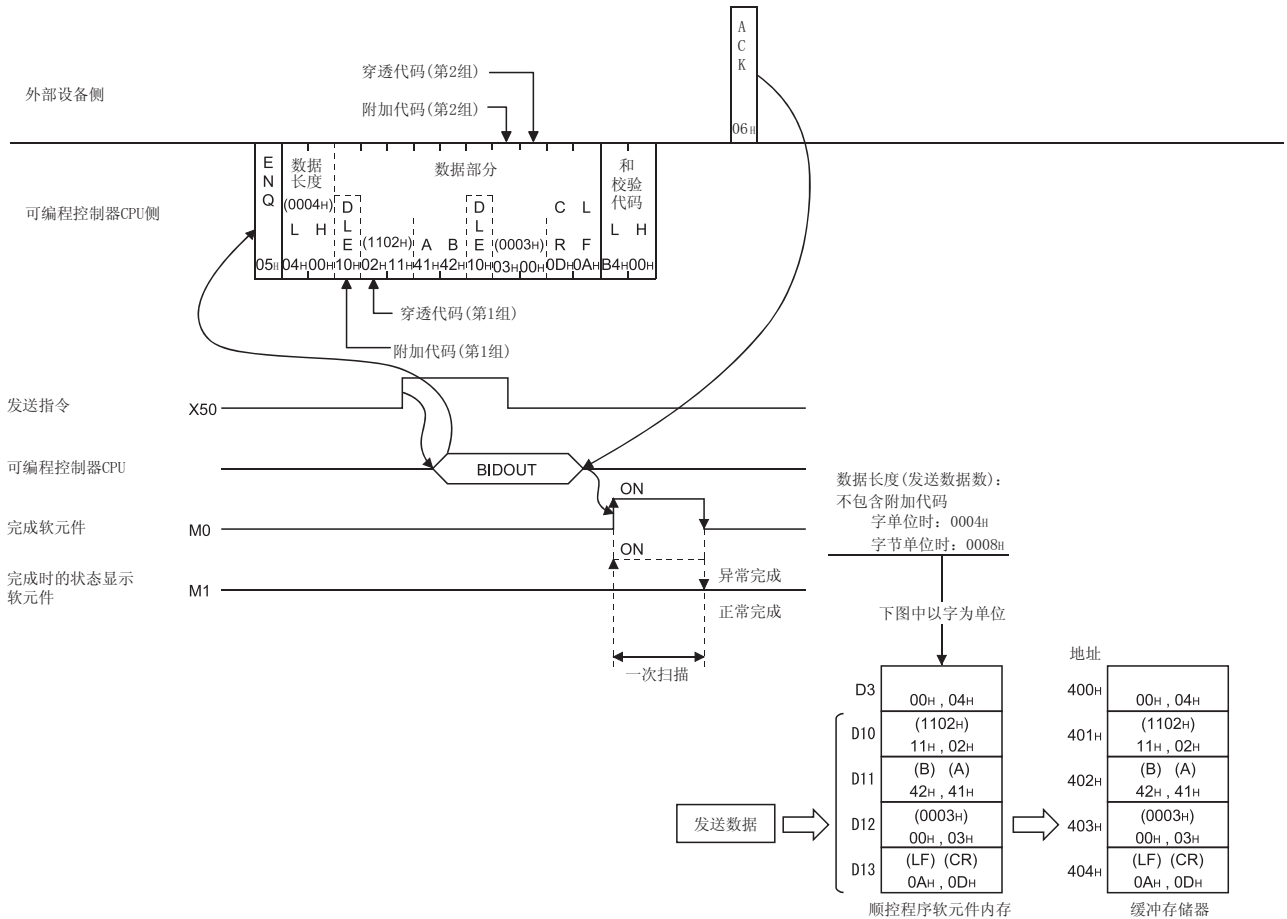 A
C
K
06H
外部设备侧
穿透代码(第2组)
附加代码(第2组)
可编程控制器CPU侧
E
N
Q
05H
数据
长度
(0004H)
L H
04H 00H
数据部分
D
L
E
10H
(1102H)
02H 11H
A B
41H 42H
D
L
E
10H
(0003H)
03H 00H
C L
R F
0DH 0AH
和
校验
代码
L H
B4H 00H
穿透代码(第1组)
附加代码(第1组)
发送指令 X50
可编程控制器CPU BIDOUT
完成软元件 M0 ON
完成时的状态显示
软元件 M1 ON
异常完成
正常完成
一次扫描
数据长度(发送数据数):
不包含附加代码
字单位时: 0004H
字节单位时: 0008H
下图中以字为单位
地址
D3 00H , 04H
D10 (1102H)
11H , 02H
D11 (B) (A)
42H , 41H
D12 (0003H)
00H , 03H
D13 (LF) (CR)
0AH , 0DH
发送数据
顺控程序软元件内存
400H 00H , 04H
401H (1102H)
11H , 02H
402H (B) (A)
42H , 41H
403H (0003H)
00H , 03H
404H (LF) (CR)
0AH , 0DH
缓冲存储器